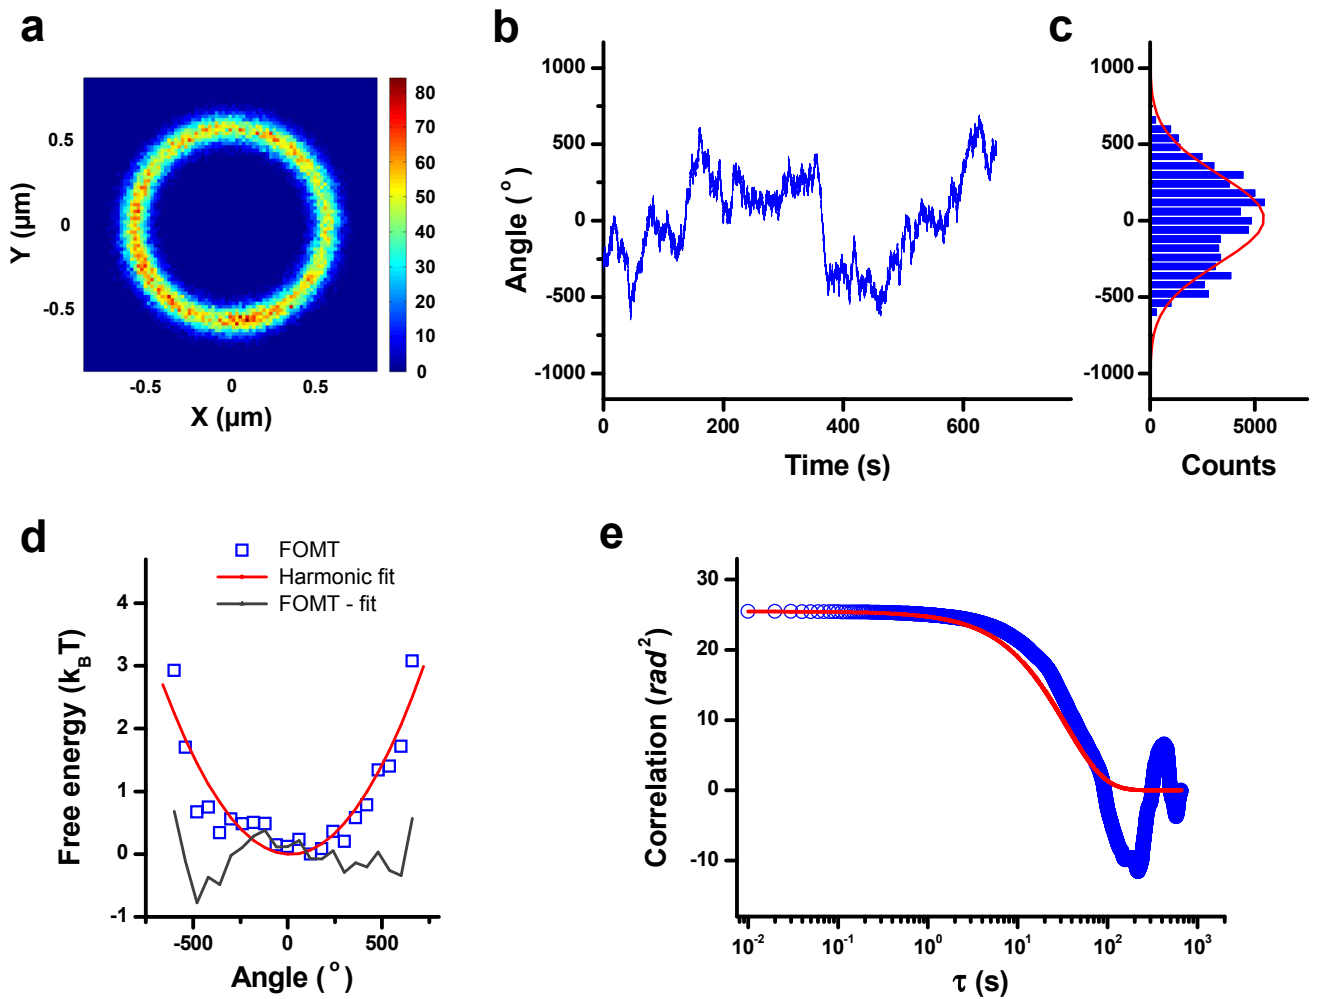 a
80
70
60
50
40
30
20
10
0
0.5
0
-0.5
Y (µm)
-0.5 0 0.5
X (µm)
b
1000
500
0
-500
-1000
Angle ( º )
0 200 400 600
Time (s)
c
1000
500
0
-500
-1000
0 5000
Counts
d
FOMT
Harmonic fit
FOMT - fit
4
3
2
1
0
-1
Free energy (k_BT)
-500 0 500
Angle ( º )
e
30
20
10
0
-10
Correlation (rad²)
10⁻² 10⁻¹ 10⁰ 10¹ 10² 10³
τ (s)